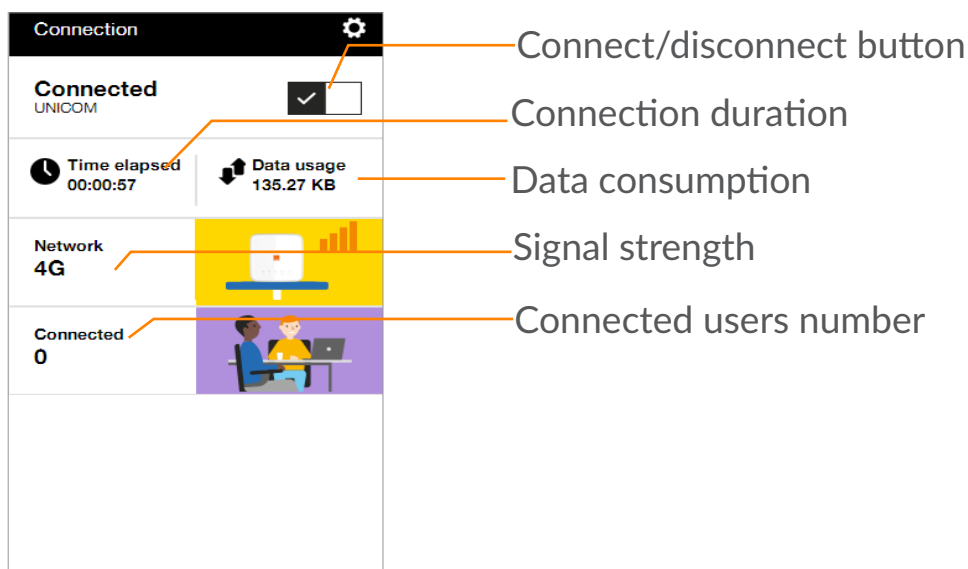 Connection
Connect/disconnect button
Connected
UNICOM
Connection duration
Time elapsed
00:00:57
Data usage
135.27 KB
Data consumption
Network
4G
Signal strength
Connected
0
Connected users number